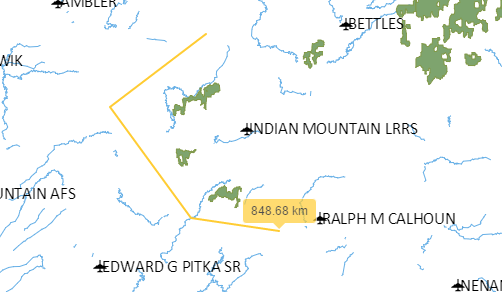 AMBLER
BETTLES
WIK
INDIAN MOUNTAIN LRRS
UNTAIN AFS
848.68 km
RALPH M CALHOUN
EDWARD G PITKA SR
NENA